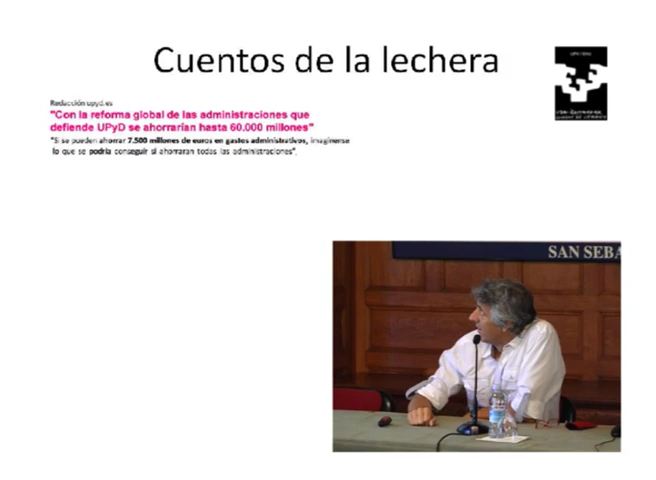 Cuentos de la lechera
Redacción upyd.es
"Con la reforma global de las administraciones que
defiende UPyD se ahorrarían hasta 60.000 millones"
"Si se pueden ahorrar 7.500 millones de euros en gastos administrativos, imagínense
lo que se podría conseguir si ahorraran todas las administraciones".
SAN SEBA